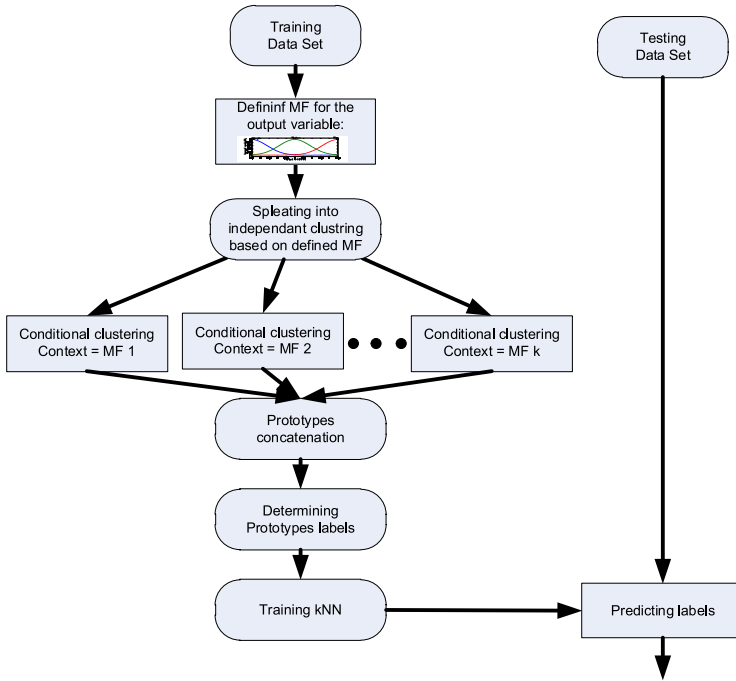 Training
Data Set
Testing
Data Set
Defininf MF for the
output variable:
Spleating into
independant clustring
based on defined MF
Conditional clustering
Context = MF 1
Conditional clustering
Context = MF 2
Conditional clustering
Context = MF k
Prototypes
concatenation
Determining
Prototypes labels
Training kNN
Predicting labels